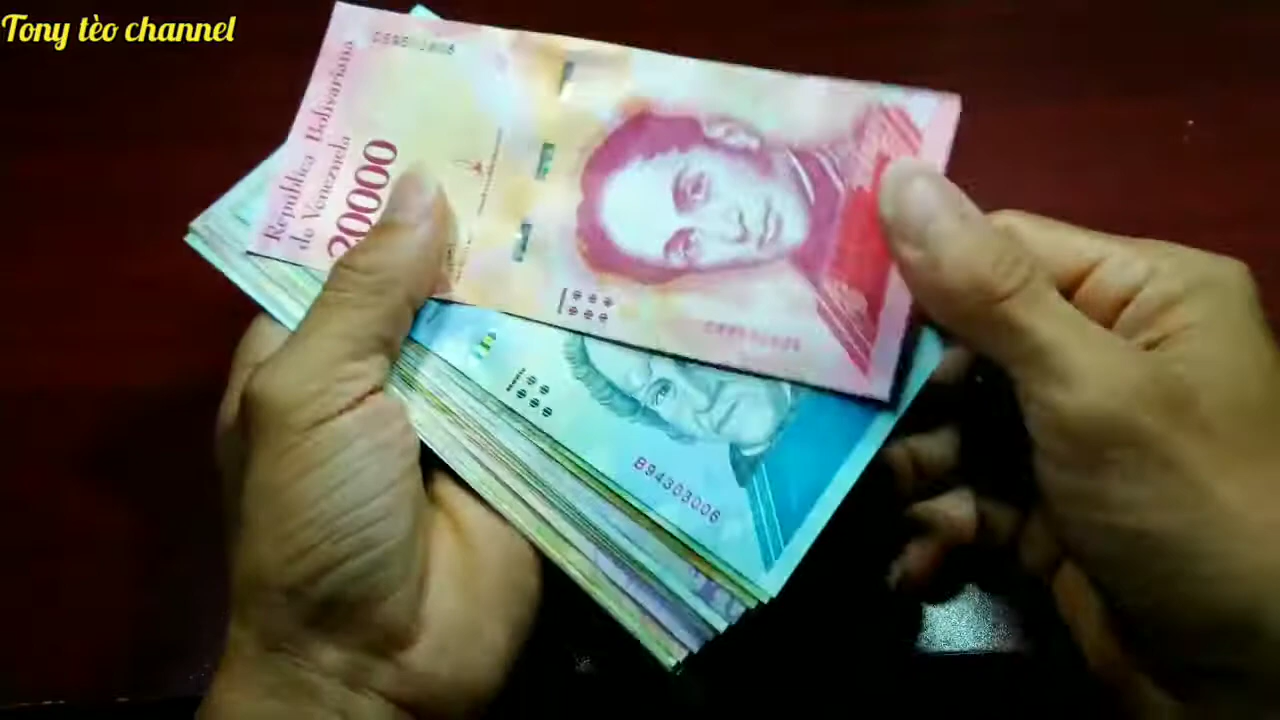 Tony tèo channel
República Bolivariana
de Venezuela
20000
B94303006